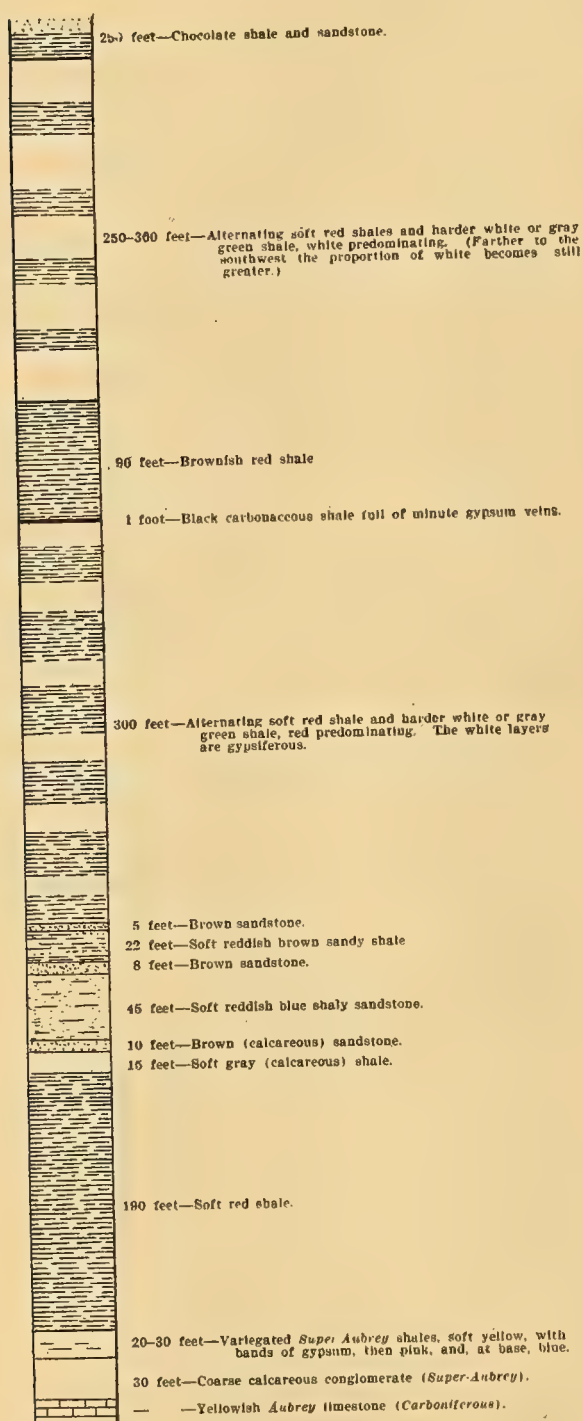 feet—Chocolate shale and sandstone.
250–300 feet—Alternating soft red shales and harder white or gray
green shale, white predominating. (Farther to the
southwest the proportion of white becomes still
greater.)
90 feet—Brownish red shale
1 foot—Black carbonaceous shale full of minute gypsum veins.
300 feet—Alternating soft red shale and harder white or gray
green shale, red predominating. The white layers
are gypsiferous.
5 feet—Brown sandstone.
22 feet—Soft reddish brown sandy shale
8 feet—Brown sandstone.
45 feet—Soft reddish blue shaly sandstone.
10 feet—Brown (calcareous) sandstone.
15 feet—Soft gray (calcareous) shale.
190 feet—Soft red shale.
20–30 feet—Variegated Super Aubrey shales, soft yellow, with
bands of gypsum, then pink, and, at base, blue.
30 feet—Coarse calcareous conglomerate (Super-Aubrey).
— —Yellowish Aubrey limestone (Carboniferous).